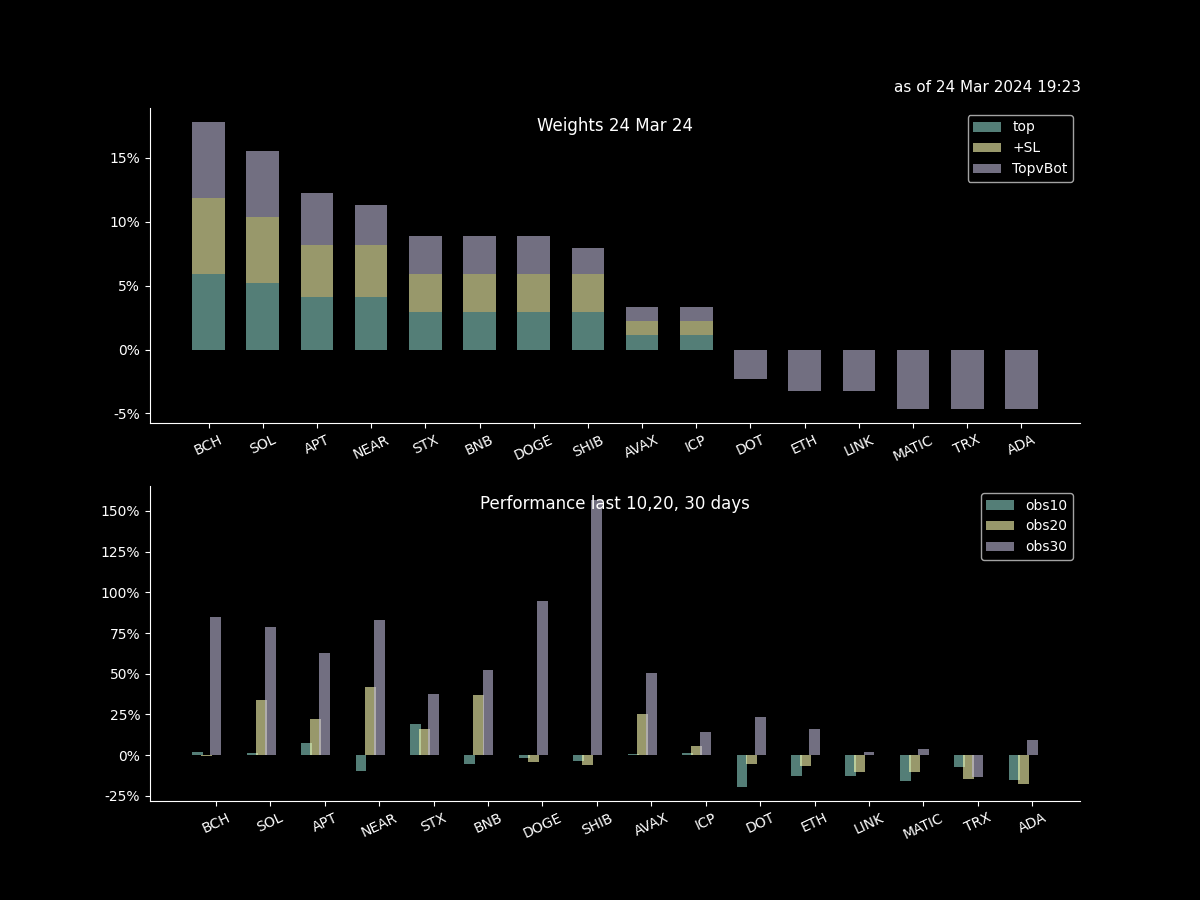 as of 24 Mar 2024 19:23
Weights 24 Mar 24
top
+SL
TopvBot
15%
10%
5%
0%
-5%
BCH SOL APT NEAR STX BNB DOGE SHIB AVAX ICP DOT ETH LINK MATIC TRX ADA
Performance last 10,20, 30 days
obs10
obs20
obs30
150%
125%
100%
75%
50%
25%
0%
-25%
BCH SOL APT NEAR STX BNB DOGE SHIB AVAX ICP DOT ETH LINK MATIC TRX ADA